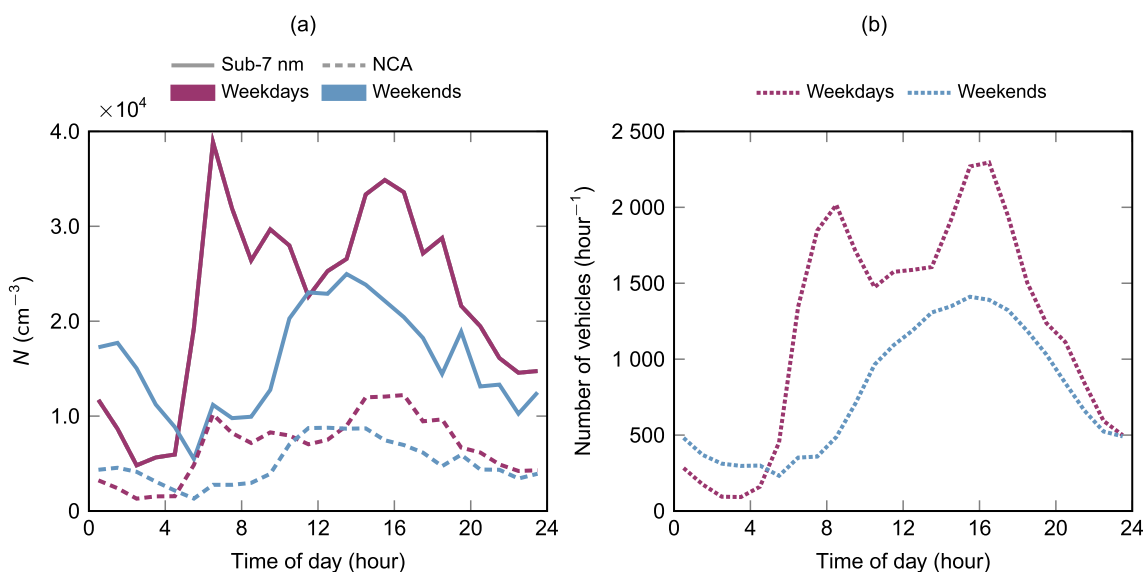 (a)
Sub-7 nm NCA
Weekdays Weekends
×10⁴
4.0
3.0
2.0
1.0
0
N (cm⁻³)
0 4 8 12 16 20 24
Time of day (hour)
(b)
Weekdays Weekends
2 500
2 000
1 500
1 000
500
0
Number of vehicles (hour⁻¹)
0 4 8 12 16 20 24
Time of day (hour)